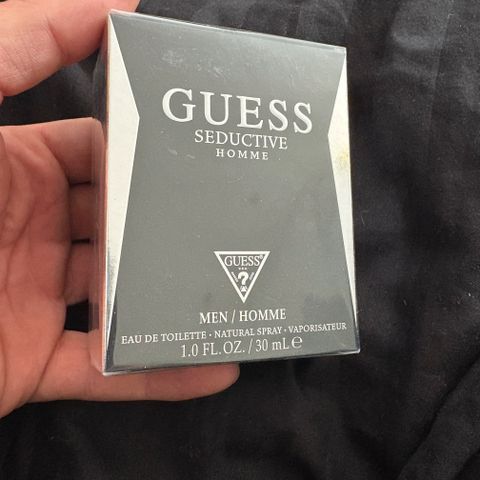 GUESS
SEDUCTIVE
HOMME
GUESS®
?
MEN / HOMME
EAU DE TOILETTE • NATURAL SPRAY • VAPORISATEUR
1.0 FL.OZ. / 30 mL ℮